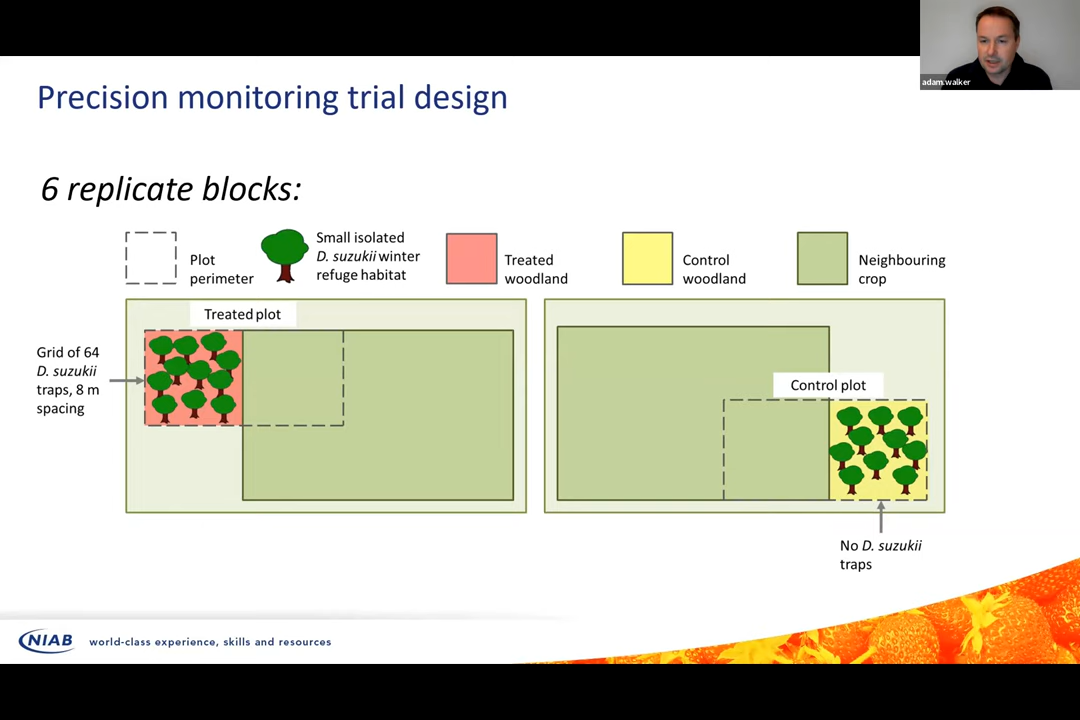 adam.walker
Precision monitoring trial design
6 replicate blocks:
Plot
perimeter
Small isolated
D. suzukii winter
refuge habitat
Treated
woodland
Control
woodland
Neighbouring
crop
Treated plot
Grid of 64
D. suzukii
traps, 8 m
spacing
Control plot
No D. suzukii
traps
NIAB
world-class experience, skills and resources